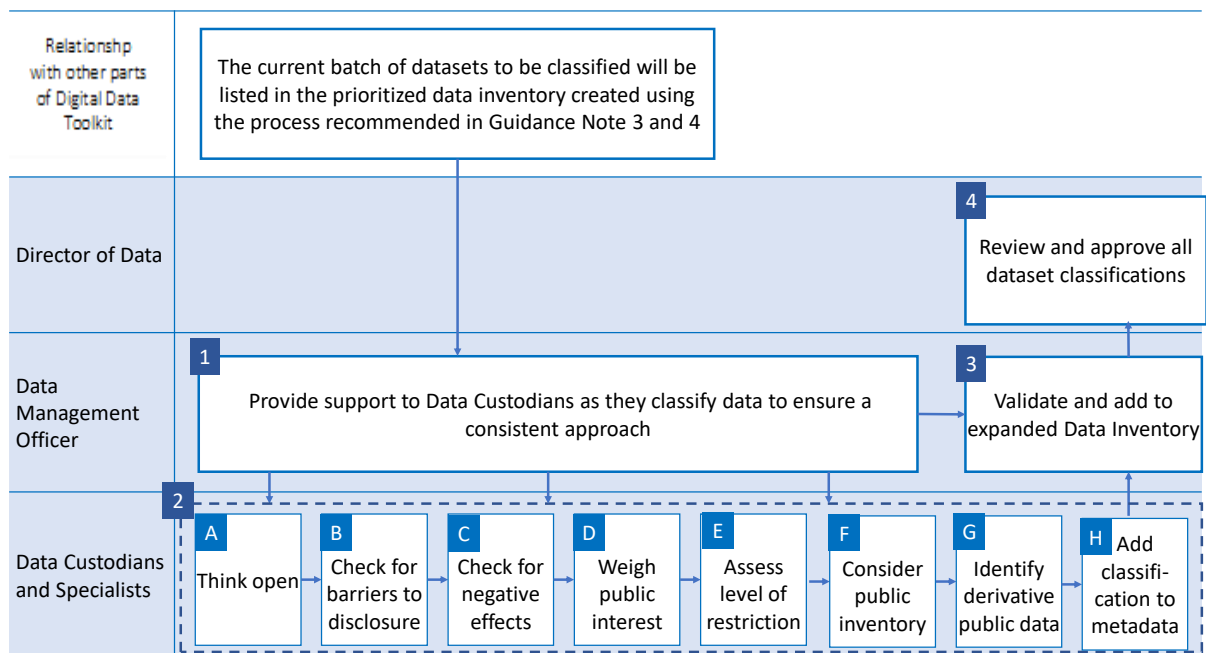 Relationshp
with other parts
of Digital Data
Toolkit
The current batch of datasets to be classified will be
listed in the prioritized data inventory created using
the process recommended in Guidance Note 3 and 4
Director of Data
4
Review and approve all
dataset classifications
Data
Management
Officer
1
Provide support to Data Custodians as they classify data to ensure a
consistent approach
3
Validate and add to
expanded Data Inventory
Data Custodians
and Specialists
2
A
Think open
B
Check for
barriers to
disclosure
C
Check for
negative
effects
D
Weigh
public
interest
E
Assess
level of
restriction
F
Consider
public
inventory
G
Identify
derivative
public data
H
Add
classifi-
cation to
metadata